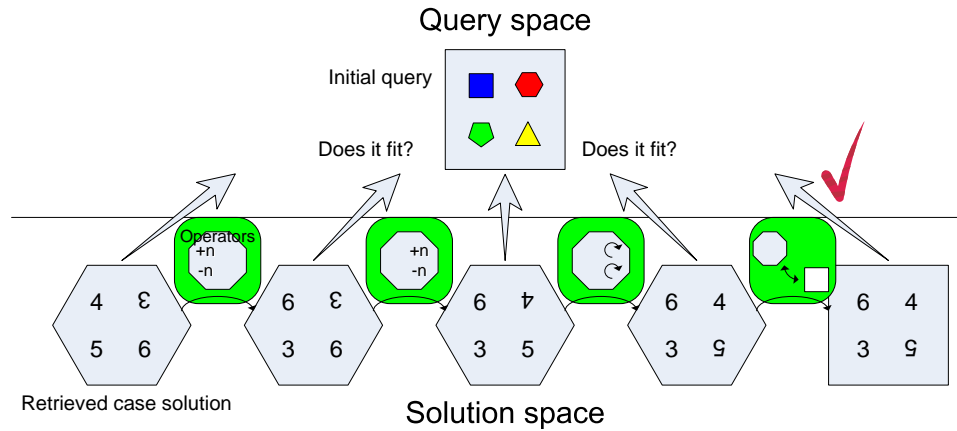 Query space
Initial query
Does it fit?
Does it fit?
Operators
+n
-n
+n
-n
4 3
5 6
6 3
3 6
6 4
3 5
6 4
3 5
6 4
3 5
Retrieved case solution
Solution space